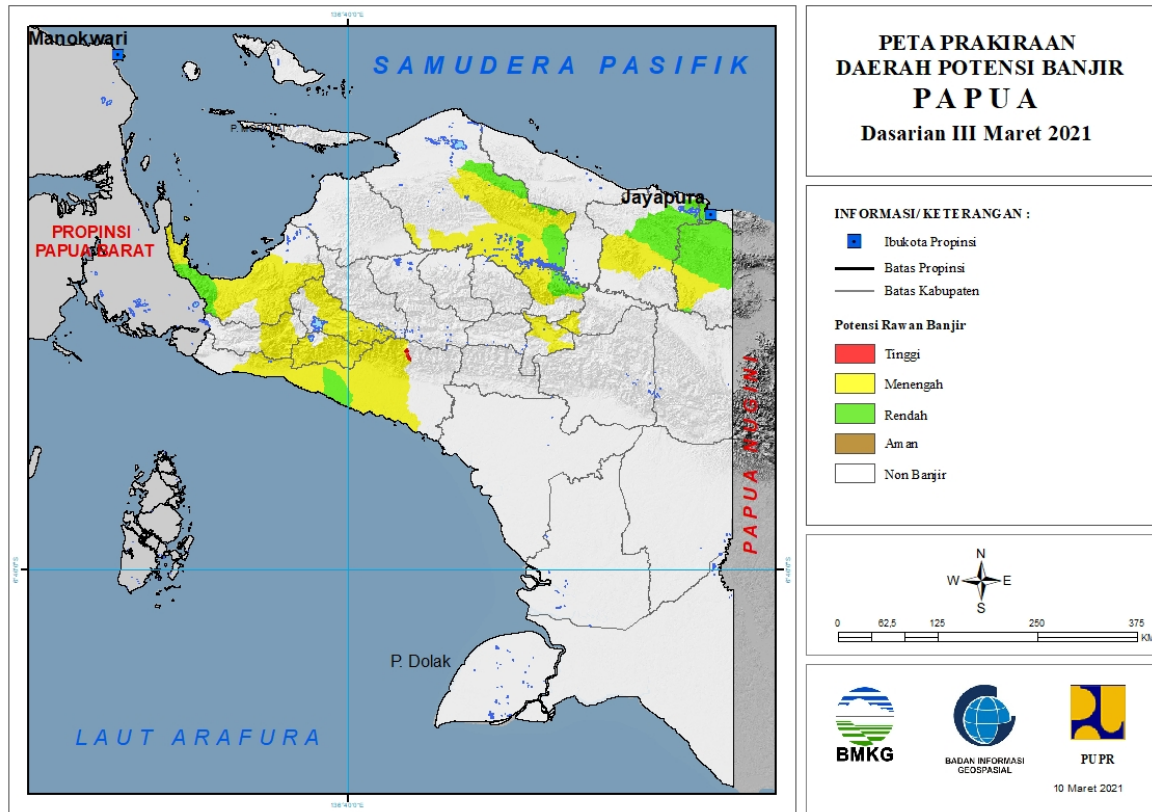 Manokwari
SAMUDERA PASIFIK
Jayapura
PROPINSI
PAPUA BARAT
PAPUA NUGINI
P. Dolak
LAUT ARAFURA
PETA PRAKIRAAN
DAERAH POTENSI BANJIR
PAPUA
Dasarian III Maret 2021
INFORMASI/ KETERANGAN :
Ibukota Propinsi
Batas Propinsi
Batas Kabupaten
Potensi Rawan Banjir
Tinggi
Menengah
Rendah
Aman
Non Banjir
N
W E
S
0 62,5 125 250 375
KM
BMKG
BADAN INFORMASI
GEOSPASIAL
PUPR
10 Maret 2021